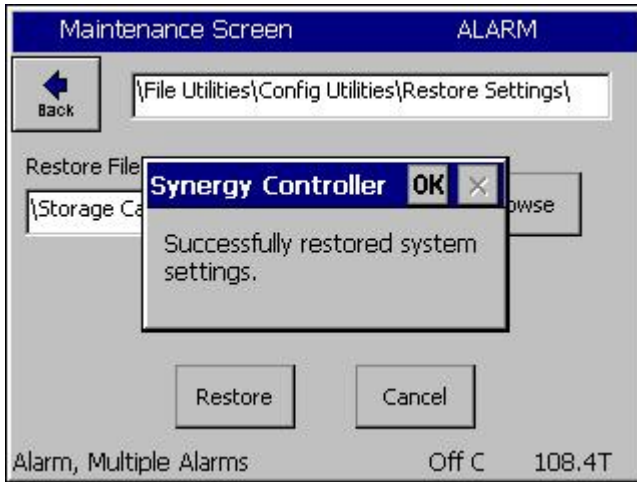 Maintenance Screen ALARM
Back
\File Utilities\Config Utilities\Restore Settings\
Restore File
\Storage Ca
owse
Synergy Controller OK
Successfully restored system
settings.
Restore Cancel
Alarm, Multiple Alarms Off C 108.4T